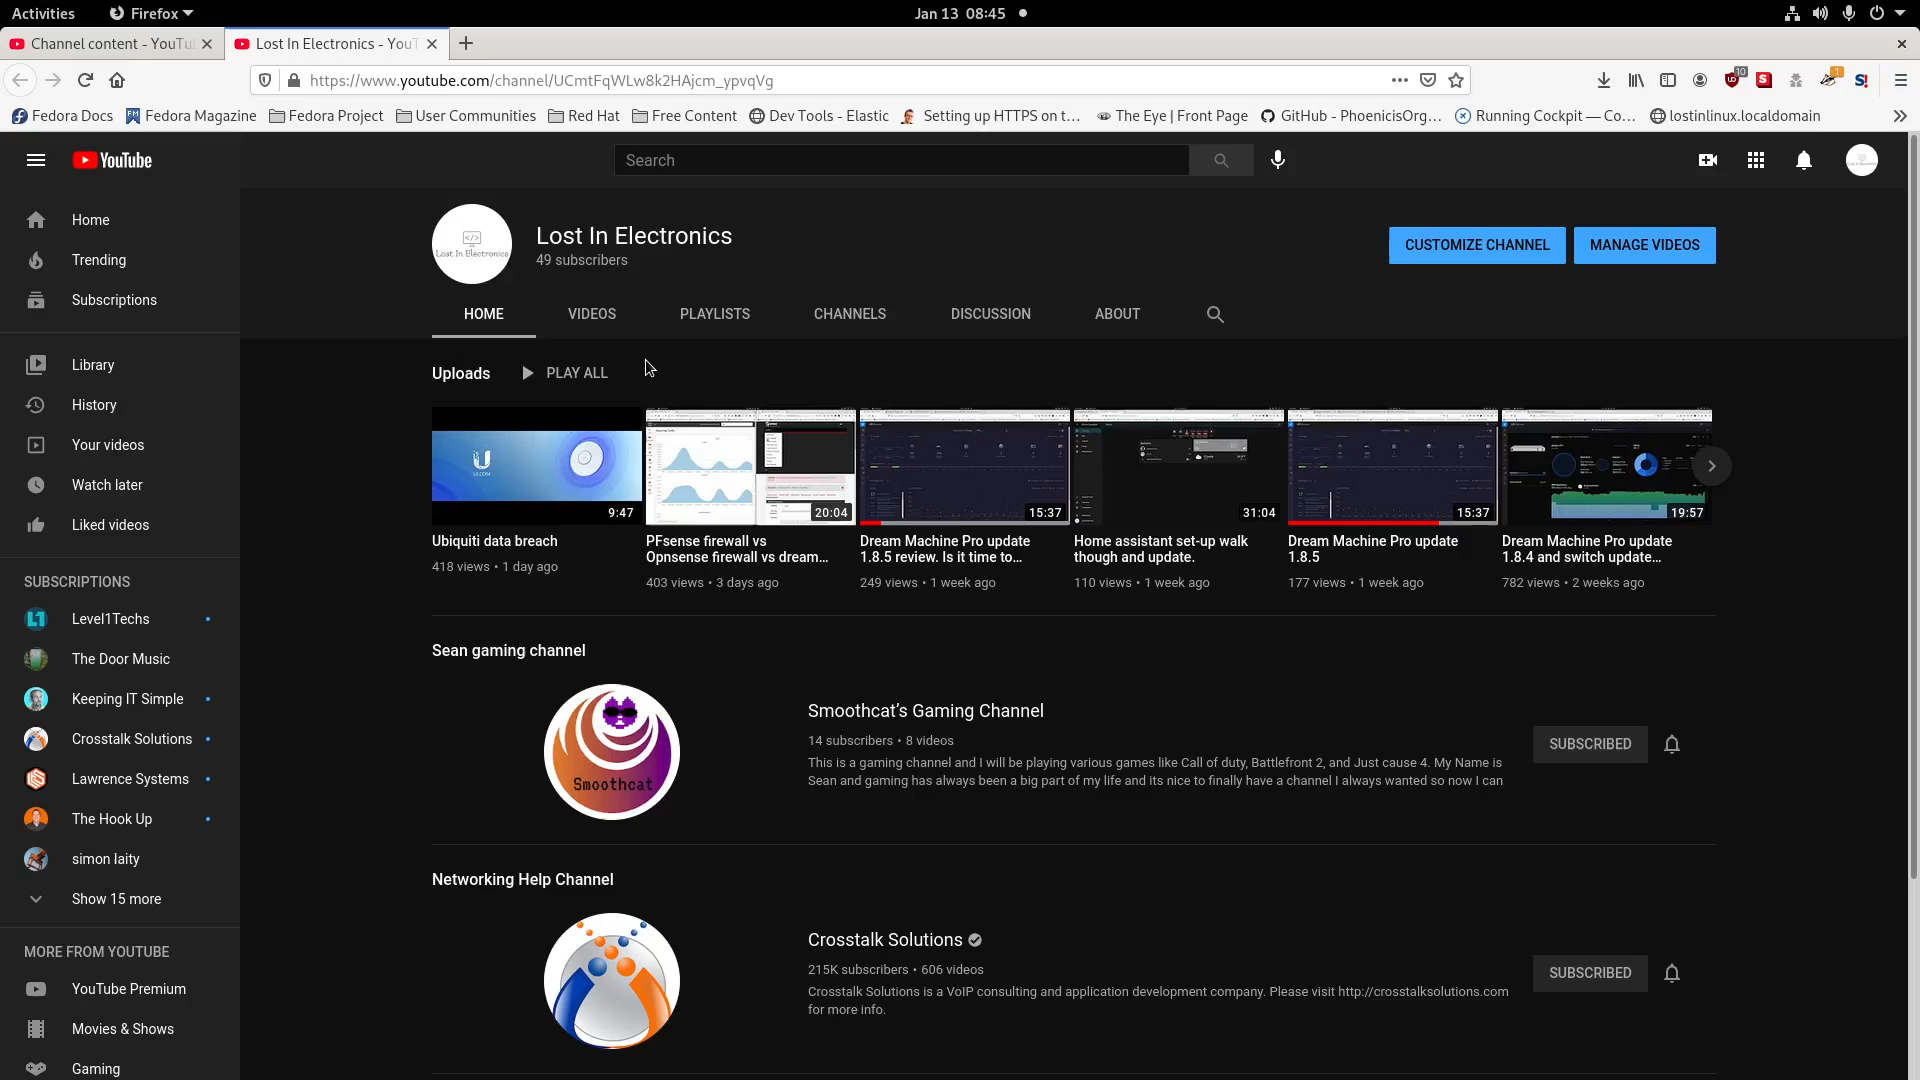 Activities Firefox Jan 13 08:45
Channel content - YouTu Lost In Electronics - YouT
https://www.youtube.com/channel/UCmtFqWLw8k2HAjcm_ypvqVg 10 1
Fedora Docs Fedora Magazine Fedora Project User Communities Red Hat Free Content Dev Tools - Elastic Setting up HTTPS on t… The Eye | Front Page GitHub - PhoenicisOrg… Running Cockpit — Co… lostinlinux.localdomain
YouTube Search
Home
Trending
Subscriptions
Library
History
Your videos
Watch later
Liked videos
SUBSCRIPTIONS
Level1Techs
The Door Music
Keeping IT Simple
Crosstalk Solutions
Lawrence Systems
The Hook Up
simon laity
Show 15 more
MORE FROM YOUTUBE
YouTube Premium
Movies & Shows
Gaming
Lost In Electronics
Lost In Electronics
49 subscribers
CUSTOMIZE CHANNEL MANAGE VIDEOS
HOME VIDEOS PLAYLISTS CHANNELS DISCUSSION ABOUT
Uploads PLAY ALL
9:47 20:04 15:37 31:04 15:37 19:57
Ubiquiti data breach
418 views • 1 day ago
PFsense firewall vs
Opnsense firewall vs dream...
403 views • 3 days ago
Dream Machine Pro update
1.8.5 review. Is it time to...
249 views • 1 week ago
Home assistant set-up walk
though and update.
110 views • 1 week ago
Dream Machine Pro update
1.8.5
177 views • 1 week ago
Dream Machine Pro update
1.8.4 and switch update...
782 views • 2 weeks ago
Sean gaming channel
Smoothcat
Smoothcat's Gaming Channel
14 subscribers • 8 videos
This is a gaming channel and I will be playing various games like Call of duty, Battlefront 2, and Just cause 4. My Name is
Sean and gaming has always been a big part of my life and its nice to finally have a channel I always wanted so now I can
SUBSCRIBED
Networking Help Channel
Crosstalk Solutions
215K subscribers • 606 videos
Crosstalk Solutions is a VoIP consulting and application development company. Please visit http://crosstalksolutions.com
for more info.
SUBSCRIBED